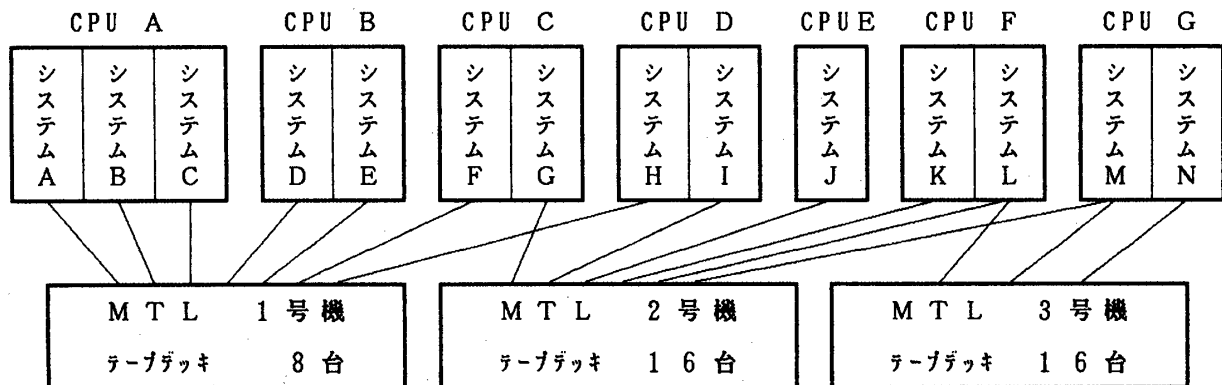 CPU A CPU B CPU C CPU D CPU E CPU F CPU G
システムA システムB システムC システムD システムE システムF システムG システムH システムI システムJ システムK システムL システムM システムN
MTL 1号機 MTL 2号機 MTL 3号機
テープデッキ 8台 テープデッキ 16台 テープデッキ 16台